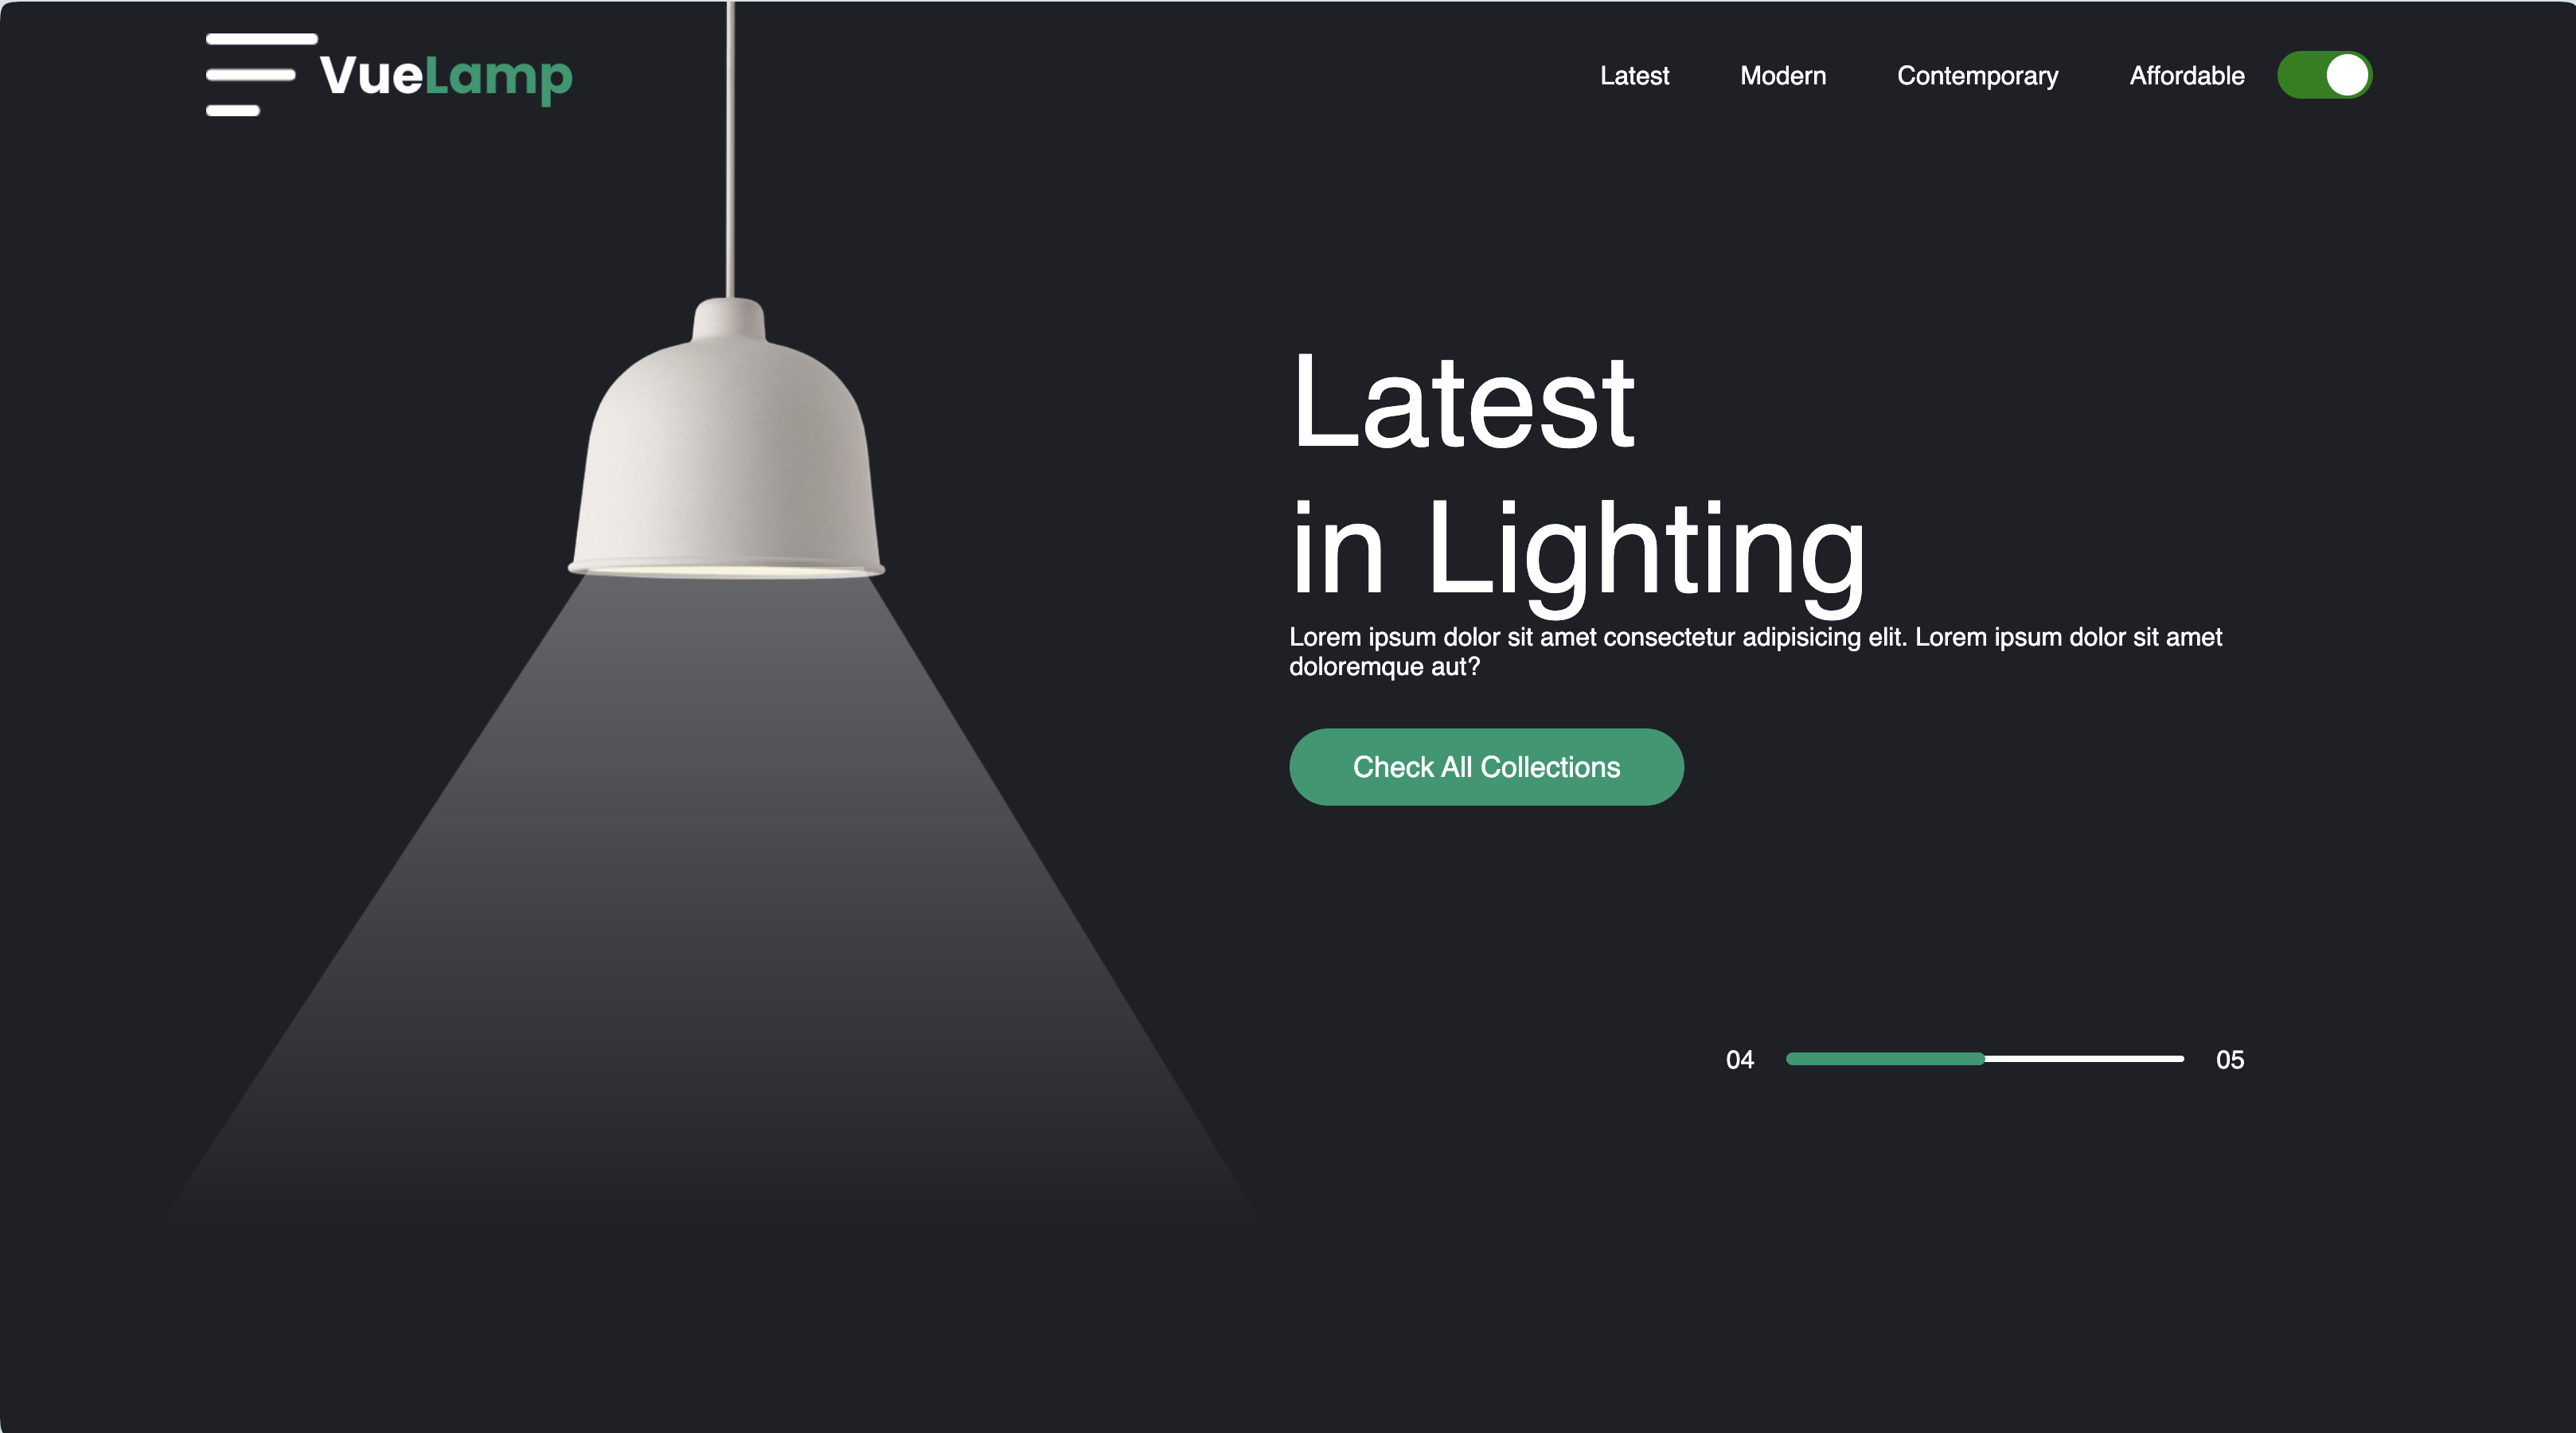 VueLamp
Latest
Modern
Contemporary
Affordable
Latest
in Lighting
Lorem ipsum dolor sit amet consectetur adipisicing elit. Lorem ipsum dolor sit amet
doloremque aut?
Check All Collections
04
05